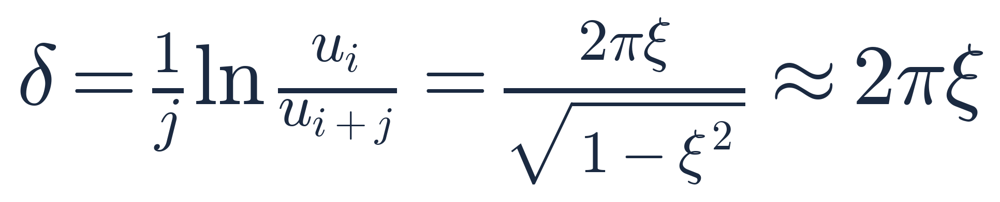 δ = 1/j ln u_i/u_{i+j} = 2πξ/√(1 − ξ²) ≈ 2πξ